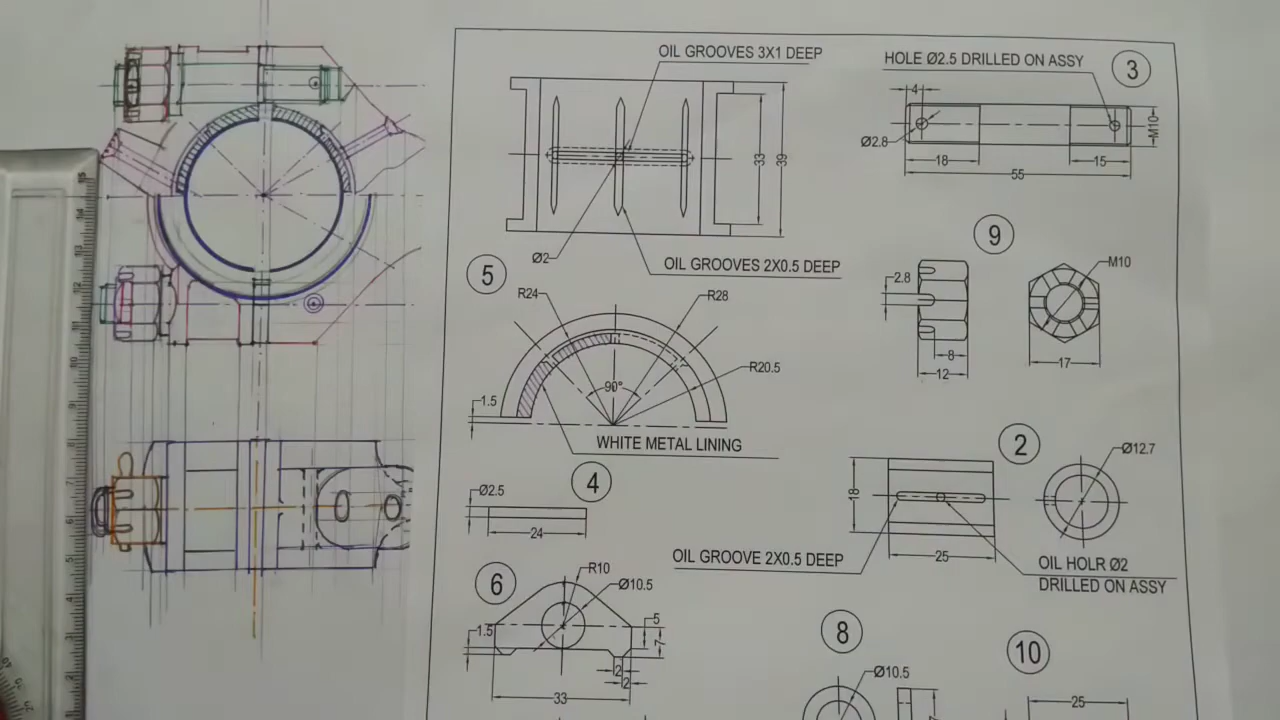 OIL GROOVES 3X1 DEEP
33
39
Ø2
OIL GROOVES 2X0.5 DEEP
HOLE Ø2.5 DRILLED ON ASSY
3
4
Ø2.8
M10
18
15
55
5
R24
R28
R20.5
90°
1.5
WHITE METAL LINING
9
2.8
8
12
M10
17
4
Ø2.5
24
2
Ø12.7
18
25
OIL GROOVE 2X0.5 DEEP
OIL HOLR Ø2
DRILLED ON ASSY
6
R10
Ø10.5
1.5
5
7
2
2
33
8
Ø10.5
10
25